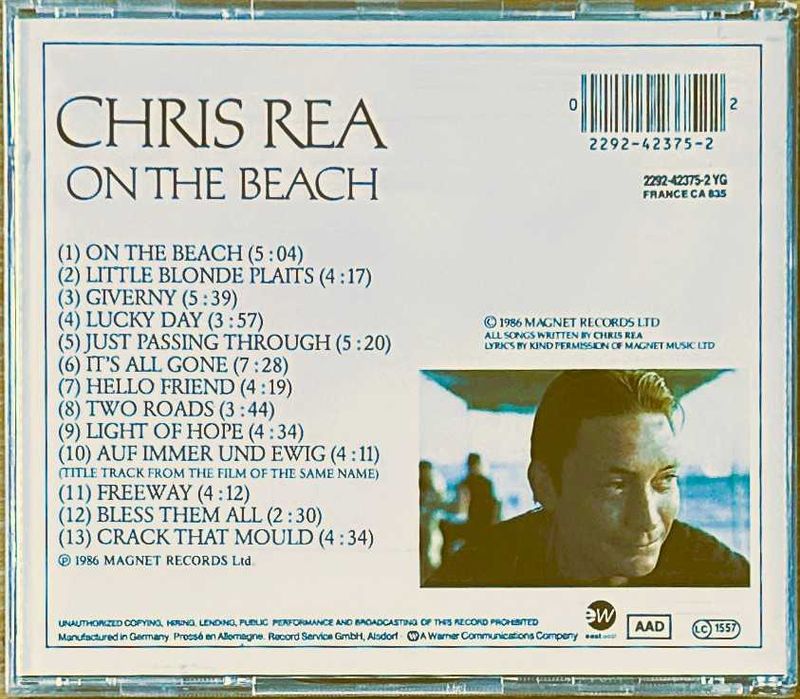 CHRIS REA
ON THE BEACH
0 2
2292-42375-2
2292-42375-2 YG
FRANCE CA 835
(1) ON THE BEACH (5:04)
(2) LITTLE BLONDE PLAITS (4:17)
(3) GIVERNY (5:39)
(4) LUCKY DAY (3:57)
(5) JUST PASSING THROUGH (5:20)
(6) IT'S ALL GONE (7:28)
(7) HELLO FRIEND (4:19)
(8) TWO ROADS (3:44)
(9) LIGHT OF HOPE (4:34)
(10) AUF IMMER UND EWIG (4:11)
(TITLE TRACK FROM THE FILM OF THE SAME NAME)
(11) FREEWAY (4:12)
(12) BLESS THEM ALL (2:30)
(13) CRACK THAT MOULD (4:34)
℗ 1986 MAGNET RECORDS Ltd.
© 1986 MAGNET RECORDS LTD
ALL SONGS WRITTEN BY CHRIS REA
LYRICS BY KIND PERMISSION OF MAGNET MUSIC LTD
UNAUTHORIZED COPYING, HIRING, LENDING, PUBLIC PERFORMANCE AND BROADCASTING OF THIS RECORD PROHIBITED
Manufactured in Germany. Pressé en Allemagne. Record Service GmbH, Alsdorf · A Warner Communications Company
ew
east west
AAD
LC 1557